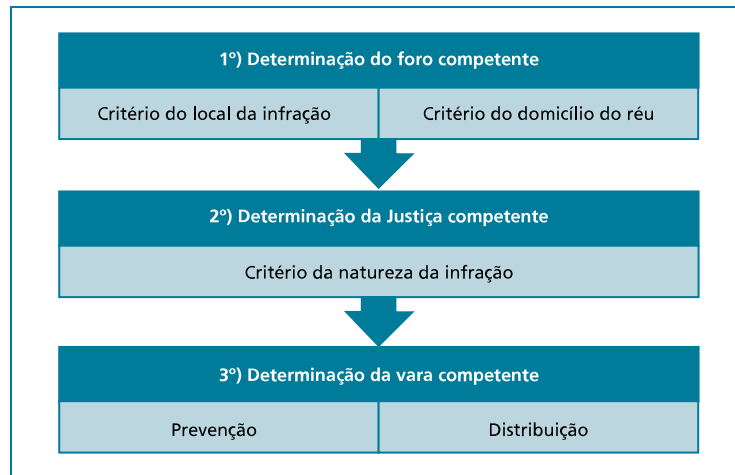 1º) Determinação do foro competente
Critério do local da infração
Critério do domicílio do réu
2º) Determinação da Justiça competente
Critério da natureza da infração
3º) Determinação da vara competente
Prevenção
Distribuição